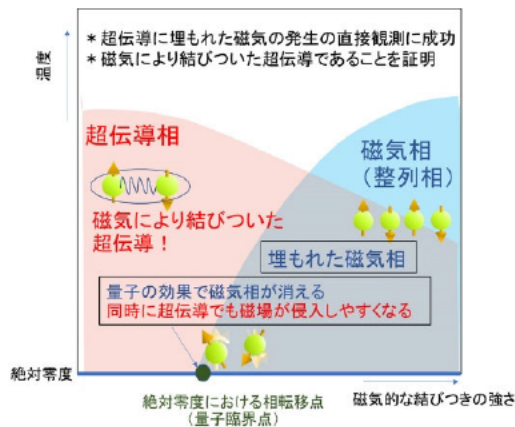 ＊超伝導に埋もれた磁気の発生の直接観測に成功
＊磁気により結びついた超伝導であることを証明
温度
超伝導相
磁気相
（整列相）
磁気により結びついた
超伝導！
埋もれた磁気相
量子の効果で磁気相が消える
同時に超伝導でも磁場が侵入しやすくなる
絶対零度
絶対零度における相転移点
（量子臨界点）
磁気的な結びつきの強さ